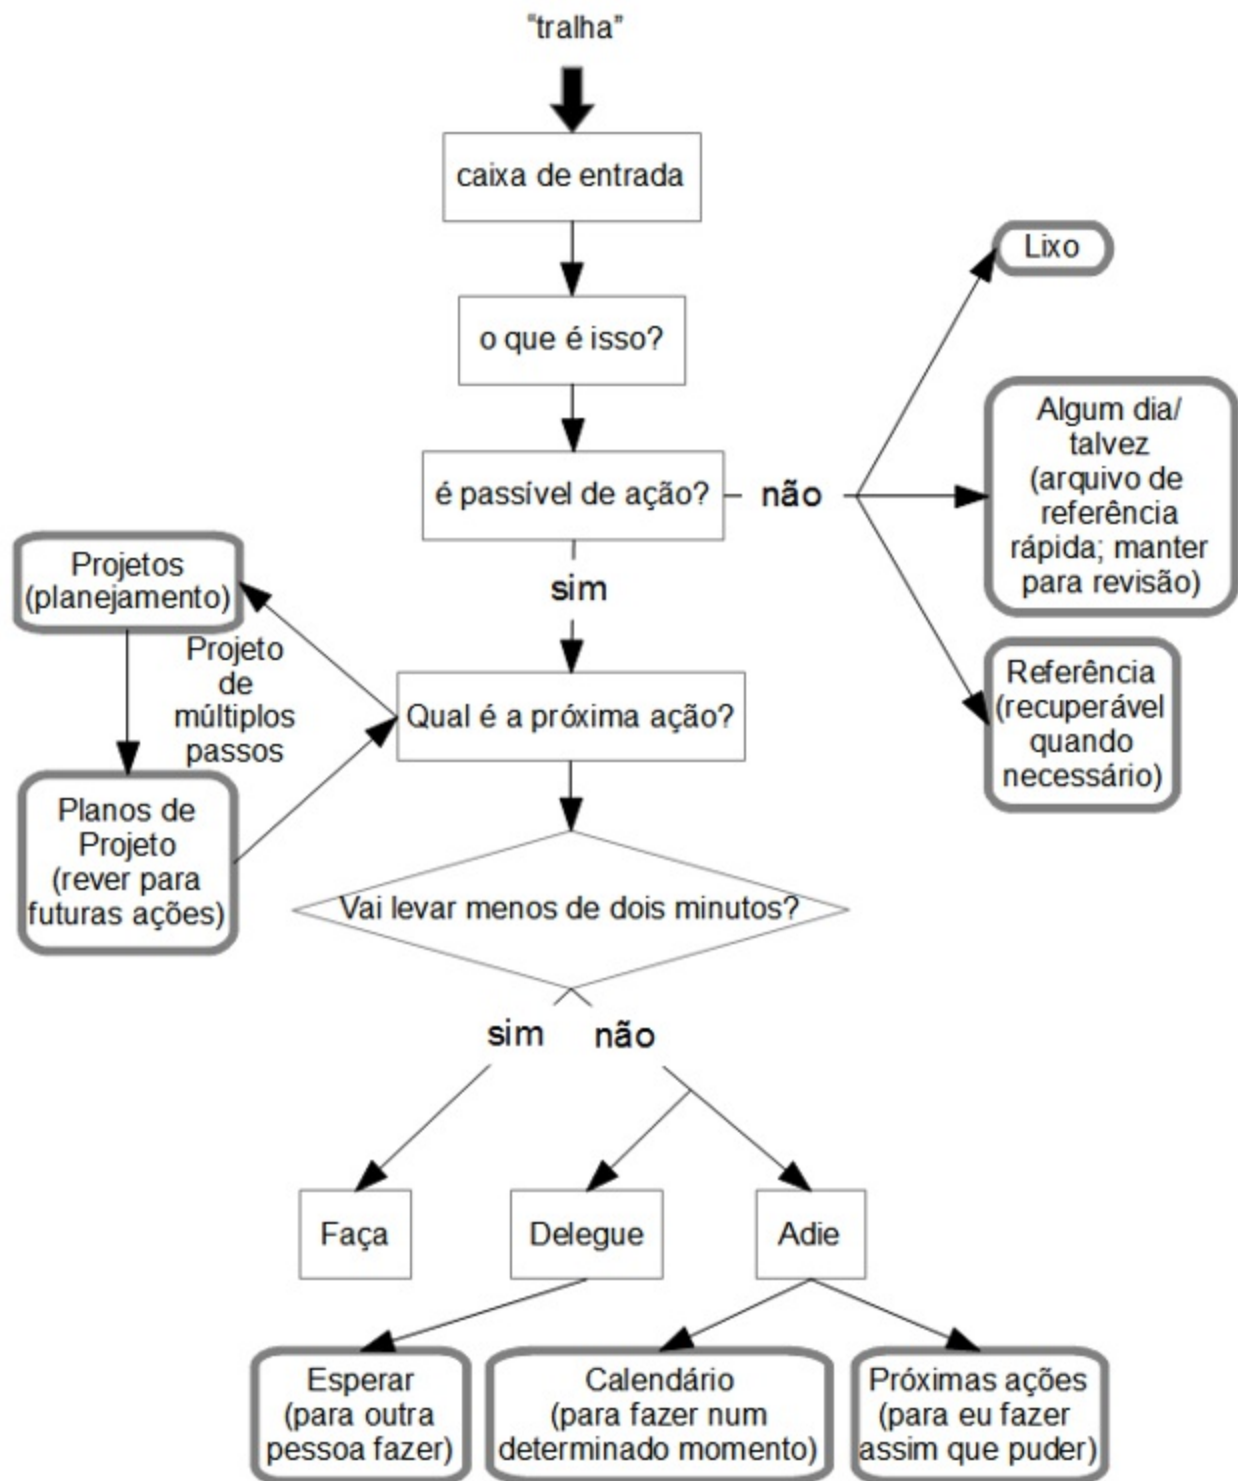 “tralha”
caixa de entrada
o que é isso?
é passível de ação?
não
Lixo
Algum dia/
talvez
(arquivo de
referência
rápida; manter
para revisão)
Referência
(recuperável
quando
necessário)
sim
Projetos
(planejamento)
Projeto
de
múltiplos
passos
Planos de
Projeto
(rever para
futuras ações)
Qual é a próxima ação?
Vai levar menos de dois minutos?
sim
não
Faça
Delegue
Adie
Esperar
(para outra
pessoa fazer)
Calendário
(para fazer num
determinado momento)
Próximas ações
(para eu fazer
assim que puder)